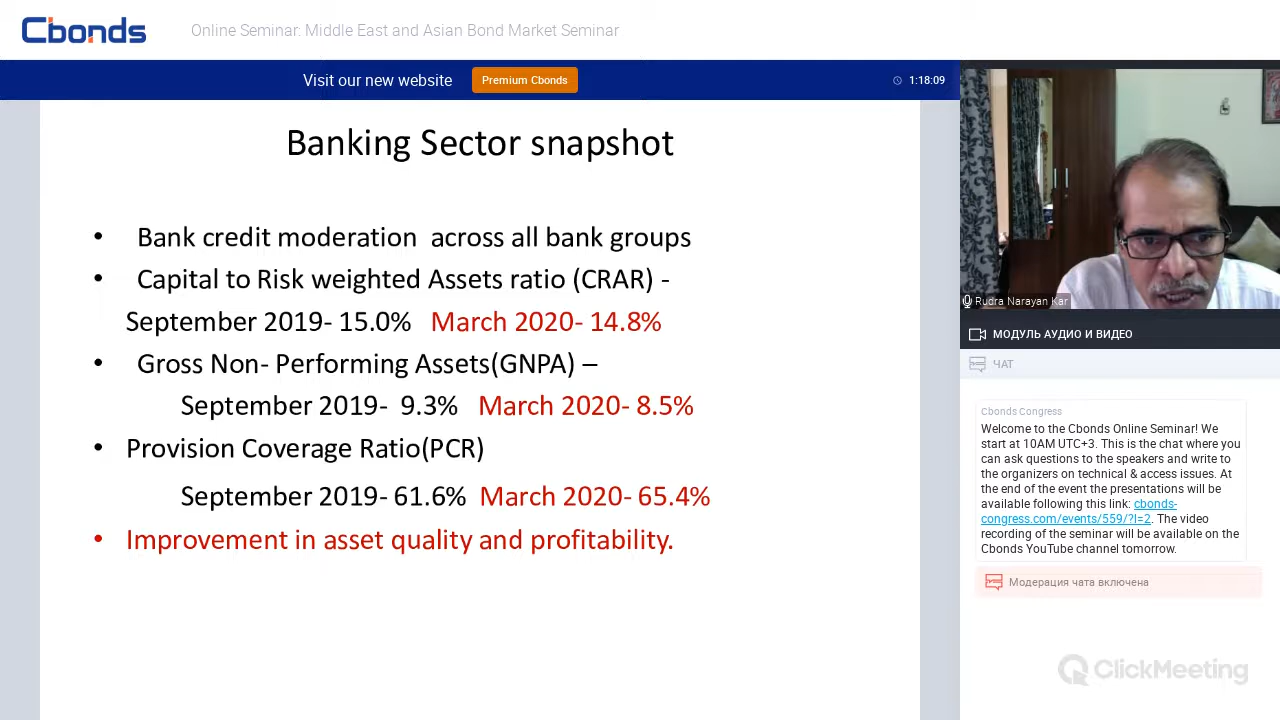 Cbonds
Online Seminar: Middle East and Asian Bond Market Seminar
Visit our new website
Premium Cbonds
1:18:09
Banking Sector snapshot
• Bank credit moderation across all bank groups
• Capital to Risk weighted Assets ratio (CRAR) -
September 2019- 15.0% March 2020- 14.8%
• Gross Non- Performing Assets(GNPA) –
September 2019- 9.3% March 2020- 8.5%
• Provision Coverage Ratio(PCR)
September 2019- 61.6% March 2020- 65.4%
• Improvement in asset quality and profitability.
Rudra Narayan Kar
МОДУЛЬ АУДИО И ВИДЕО
ЧАТ
Cbonds Congress
Welcome to the Cbonds Online Seminar! We
start at 10AM UTC+3. This is the chat where you
can ask questions to the speakers and write to
the organizers on technical & access issues. At
the end of the event the presentations will be
available following this link: cbonds-
congress.com/events/559/?l=2. The video
recording of the seminar will be available on the
Cbonds YouTube channel tomorrow.
Модерация чата включена
ClickMeeting